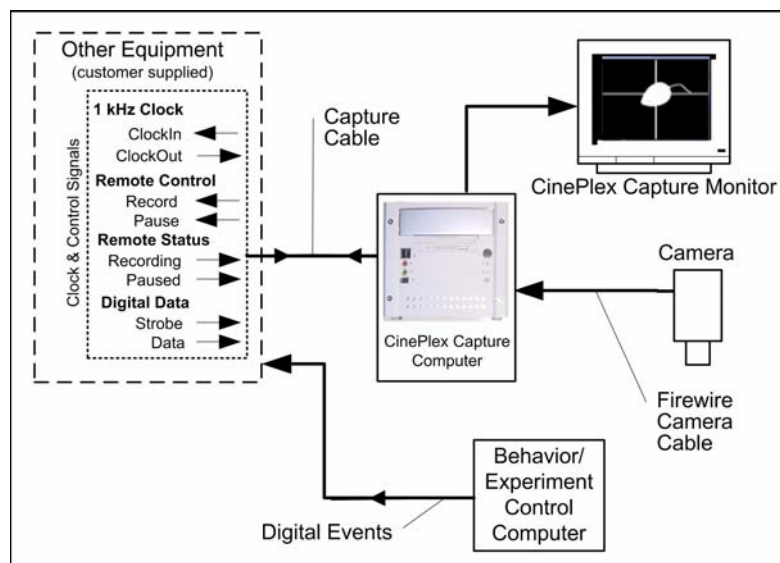 Other Equipment
(customer supplied)
Clock & Control Signals
1 kHz Clock
ClockIn
ClockOut
Remote Control
Record
Pause
Remote Status
Recording
Paused
Digital Data
Strobe
Data
Capture
Cable
CinePlex Capture Monitor
CinePlex Capture
Computer
Camera
Firewire
Camera
Cable
Behavior/
Experiment
Control
Computer
Digital Events